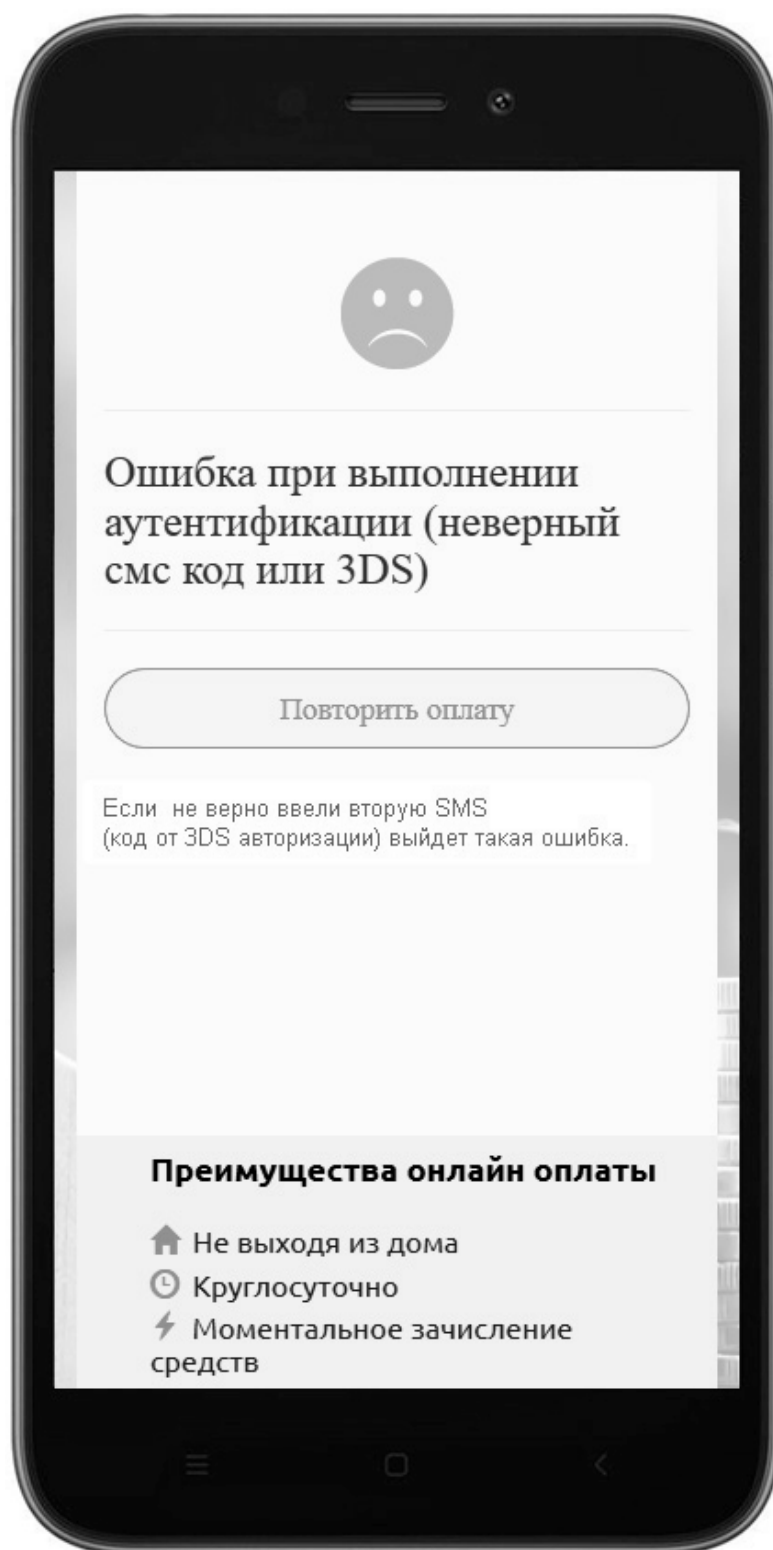 Ошибка при выполнении
аутентификации (неверный
смс код или 3DS)
Повторить оплату
Если не верно ввели вторую SMS
(код от 3DS авторизации) выйдет такая ошибка.
Преимущества онлайн оплаты
Не выходя из дома
Круглосуточно
Моментальное зачисление
средств